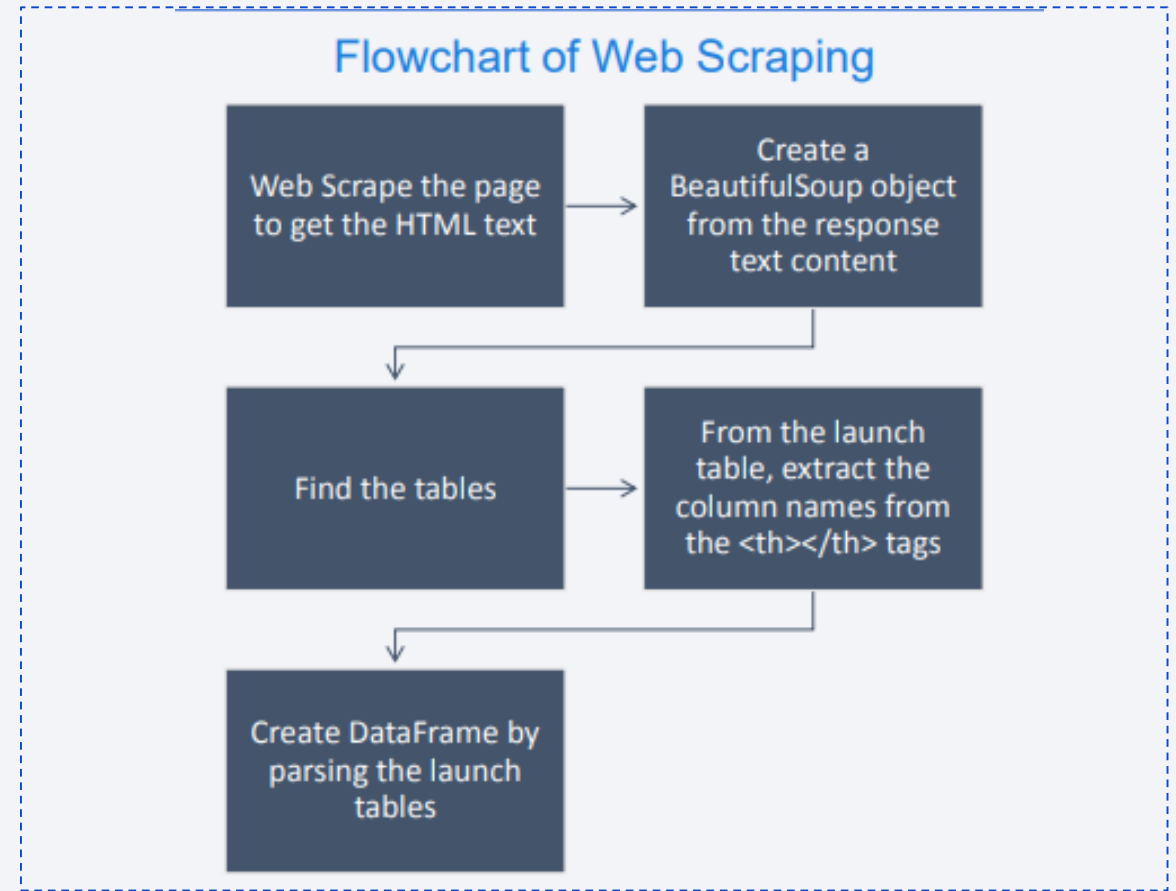 Flowchart of Web Scraping
Web Scrape the page
to get the HTML text
Create a
BeautifulSoup object
from the response
text content
Find the tables
From the launch
table, extract the
column names from
the <th></th> tags
Create DataFrame by
parsing the launch
tables